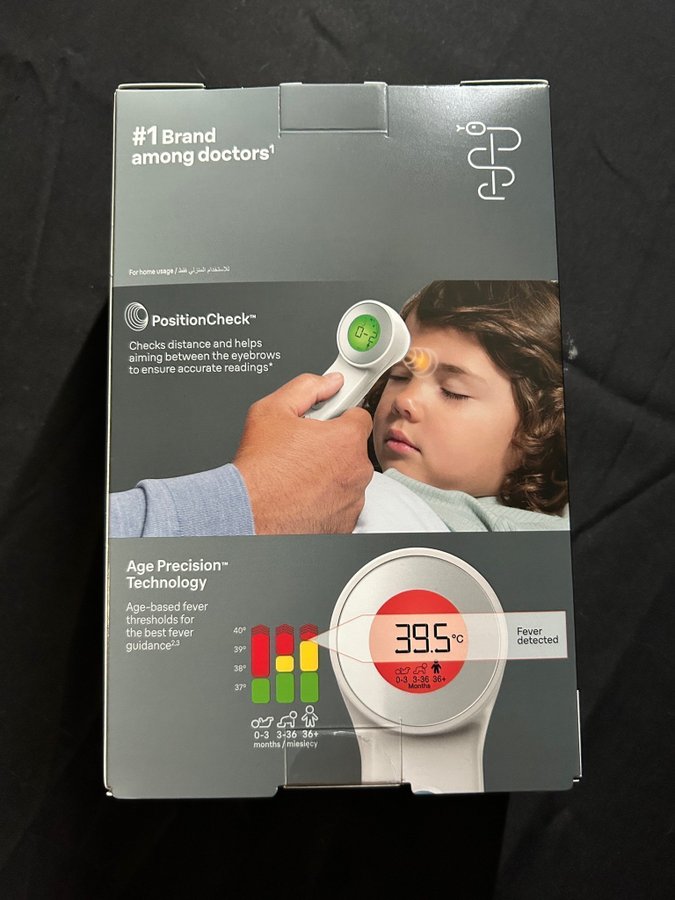 #1 Brand
among doctors¹
For home usage / للاستخدام المنزلي فقط
PositionCheck™
Checks distance and helps
aiming between the eyebrows
to ensure accurate readings*
Age Precision™
Technology
Age-based fever
thresholds for
the best fever
guidance²,³
40°
39°
38°
37°
0-3 3-36 36+
months / miesięcy
39.5 °C
0-3 3-36 36+
Months
Fever
detected